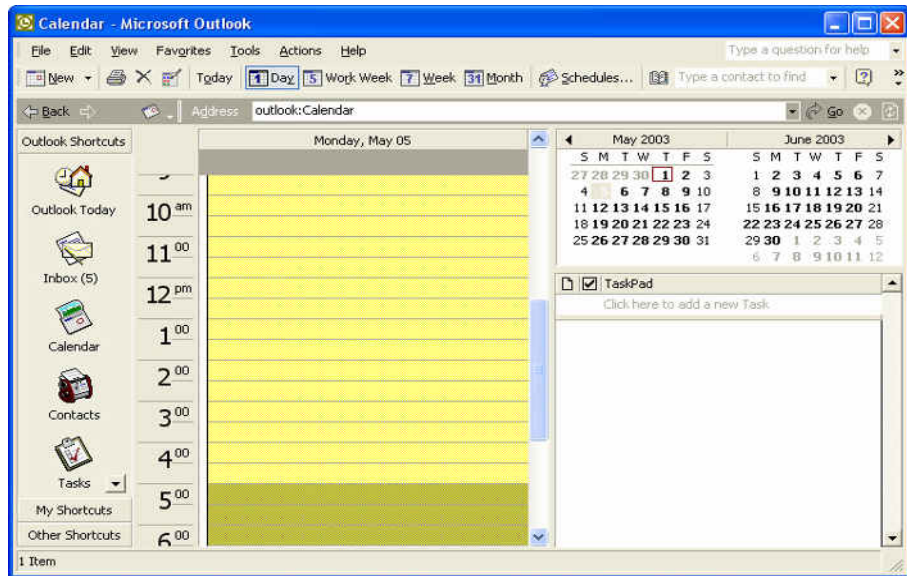 Calendar - Microsoft Outlook
File Edit View Favorites Tools Actions Help Type a question for help
New Today 1 Day 5 Work Week 7 Week 31 Month Schedules... Type a contact to find
Back Address outlook:Calendar Go
Outlook Shortcuts
Outlook Today
Inbox (5)
Calendar
Contacts
Tasks
My Shortcuts
Other Shortcuts
Monday, May 05
10 am
11 00
12 pm
1 00
2 00
3 00
4 00
5 00
6 00
May 2003
S M T W T F S
27 28 29 30 1 2 3
4 6 7 8 9 10
11 12 13 14 15 16 17
18 19 20 21 22 23 24
25 26 27 28 29 30 31
June 2003
S M T W T F S
1 2 3 4 5 6 7
8 9 10 11 12 13 14
15 16 17 18 19 20 21
22 23 24 25 26 27 28
29 30 1 2 3 4 5
6 7 8 9 10 11 12
TaskPad
Click here to add a new Task
1 Item